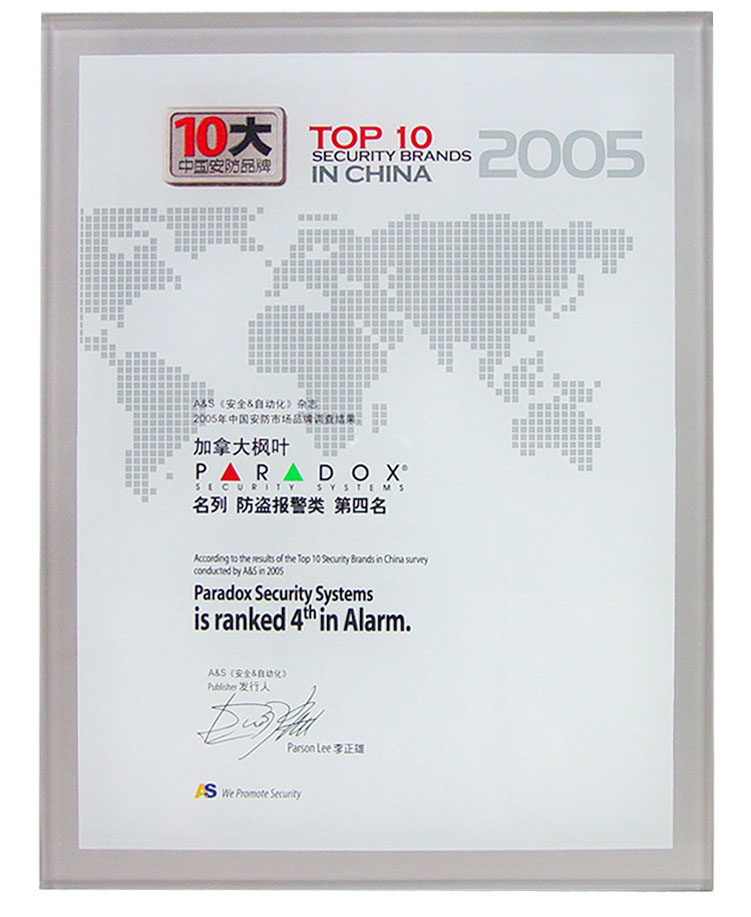 10大
中国安防品牌
TOP 10
SECURITY BRANDS
IN CHINA
2005
A&S《安全&自动化》杂志
2005年中国安防市场品牌调查结果
加拿大枫叶
PARADOX®
SECURITY SYSTEMS
名列 防盗报警类 第四名
According to the results of the Top 10 Security Brands in China survey
conducted by A&S in 2005
Paradox Security Systems
is ranked 4th in Alarm.
A&S《安全&自动化》
Publisher 发行人
Parson Lee 李正雄
AS We Promote Security